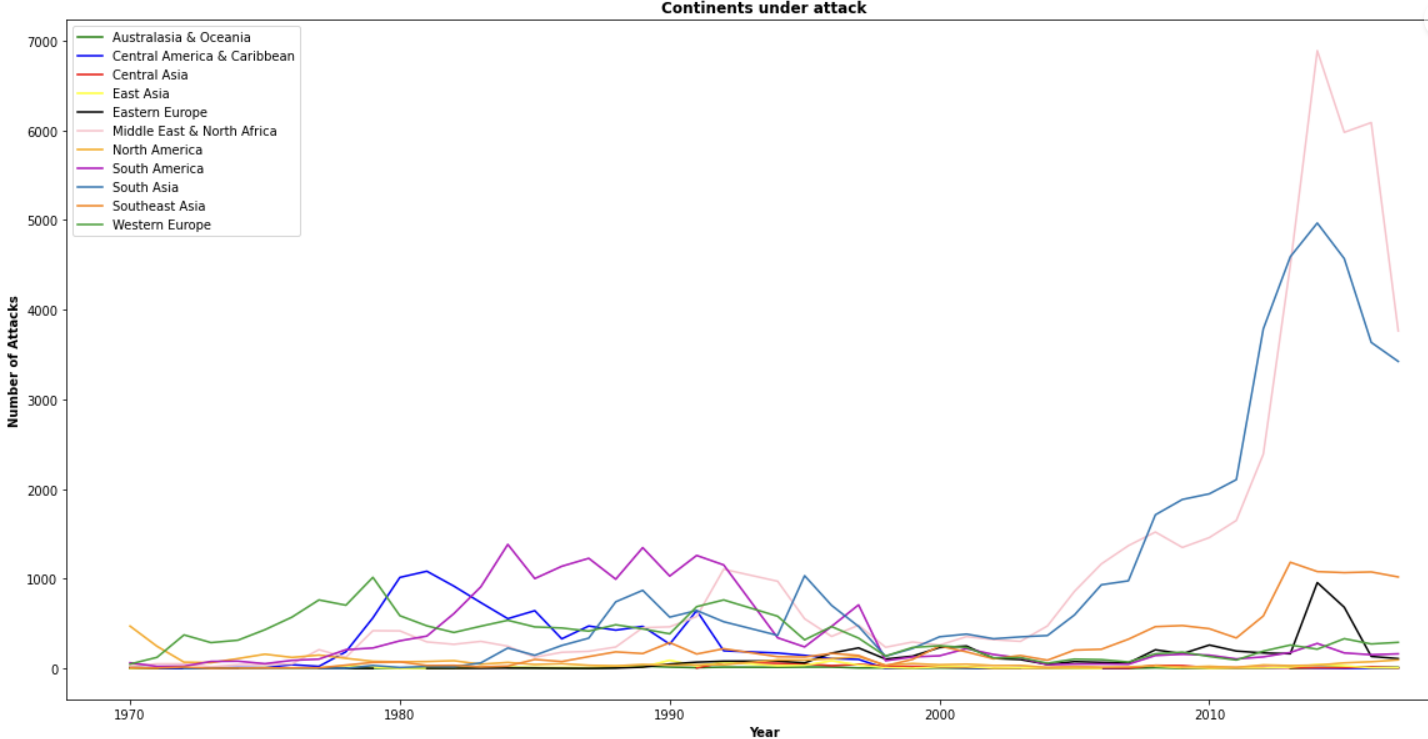 Continents under attack
7000
6000
5000
4000
3000
2000
1000
0
Number of Attacks
Australasia & Oceania
Central America & Caribbean
Central Asia
East Asia
Eastern Europe
Middle East & North Africa
North America
South America
South Asia
Southeast Asia
Western Europe
1970
1980
1990
2000
2010
Year